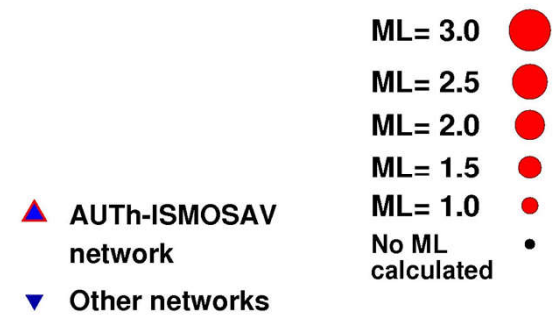 ML= 3.0
ML= 2.5
ML= 2.0
ML= 1.5
ML= 1.0
No ML
calculated
AUTh-ISMOSAV
network
Other networks